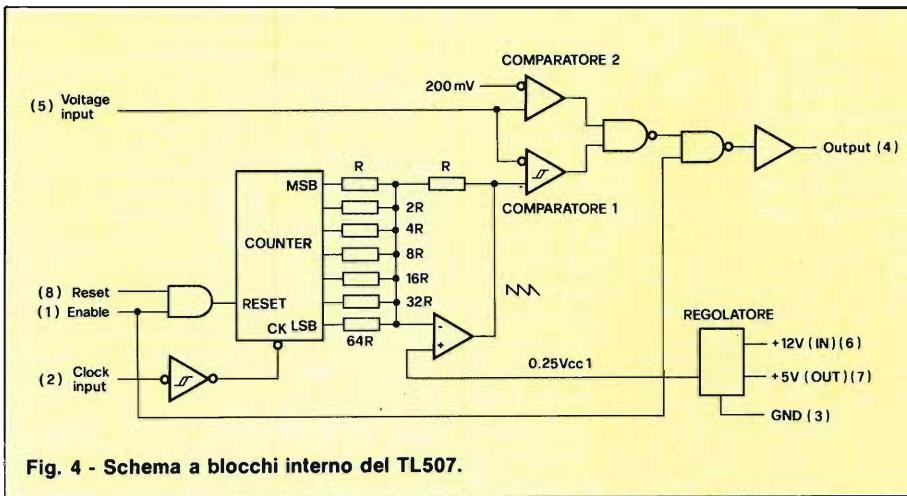 COMPARATORE 2
200 mV
(5) Voltage input
Output (4)
COMPARATORE 1
-
R
R
MSB
2R
4R
8R
16R
32R
64R
COUNTER
RESET
CK LSB
(8) Reset
(1) Enable
(2) Clock input
-
+
0.25Vcc 1
REGOLATORE
+12V (IN) (6)
+5V (OUT) (7)
GND (3)
Fig. 4 - Schema a blocchi interno del TL507.